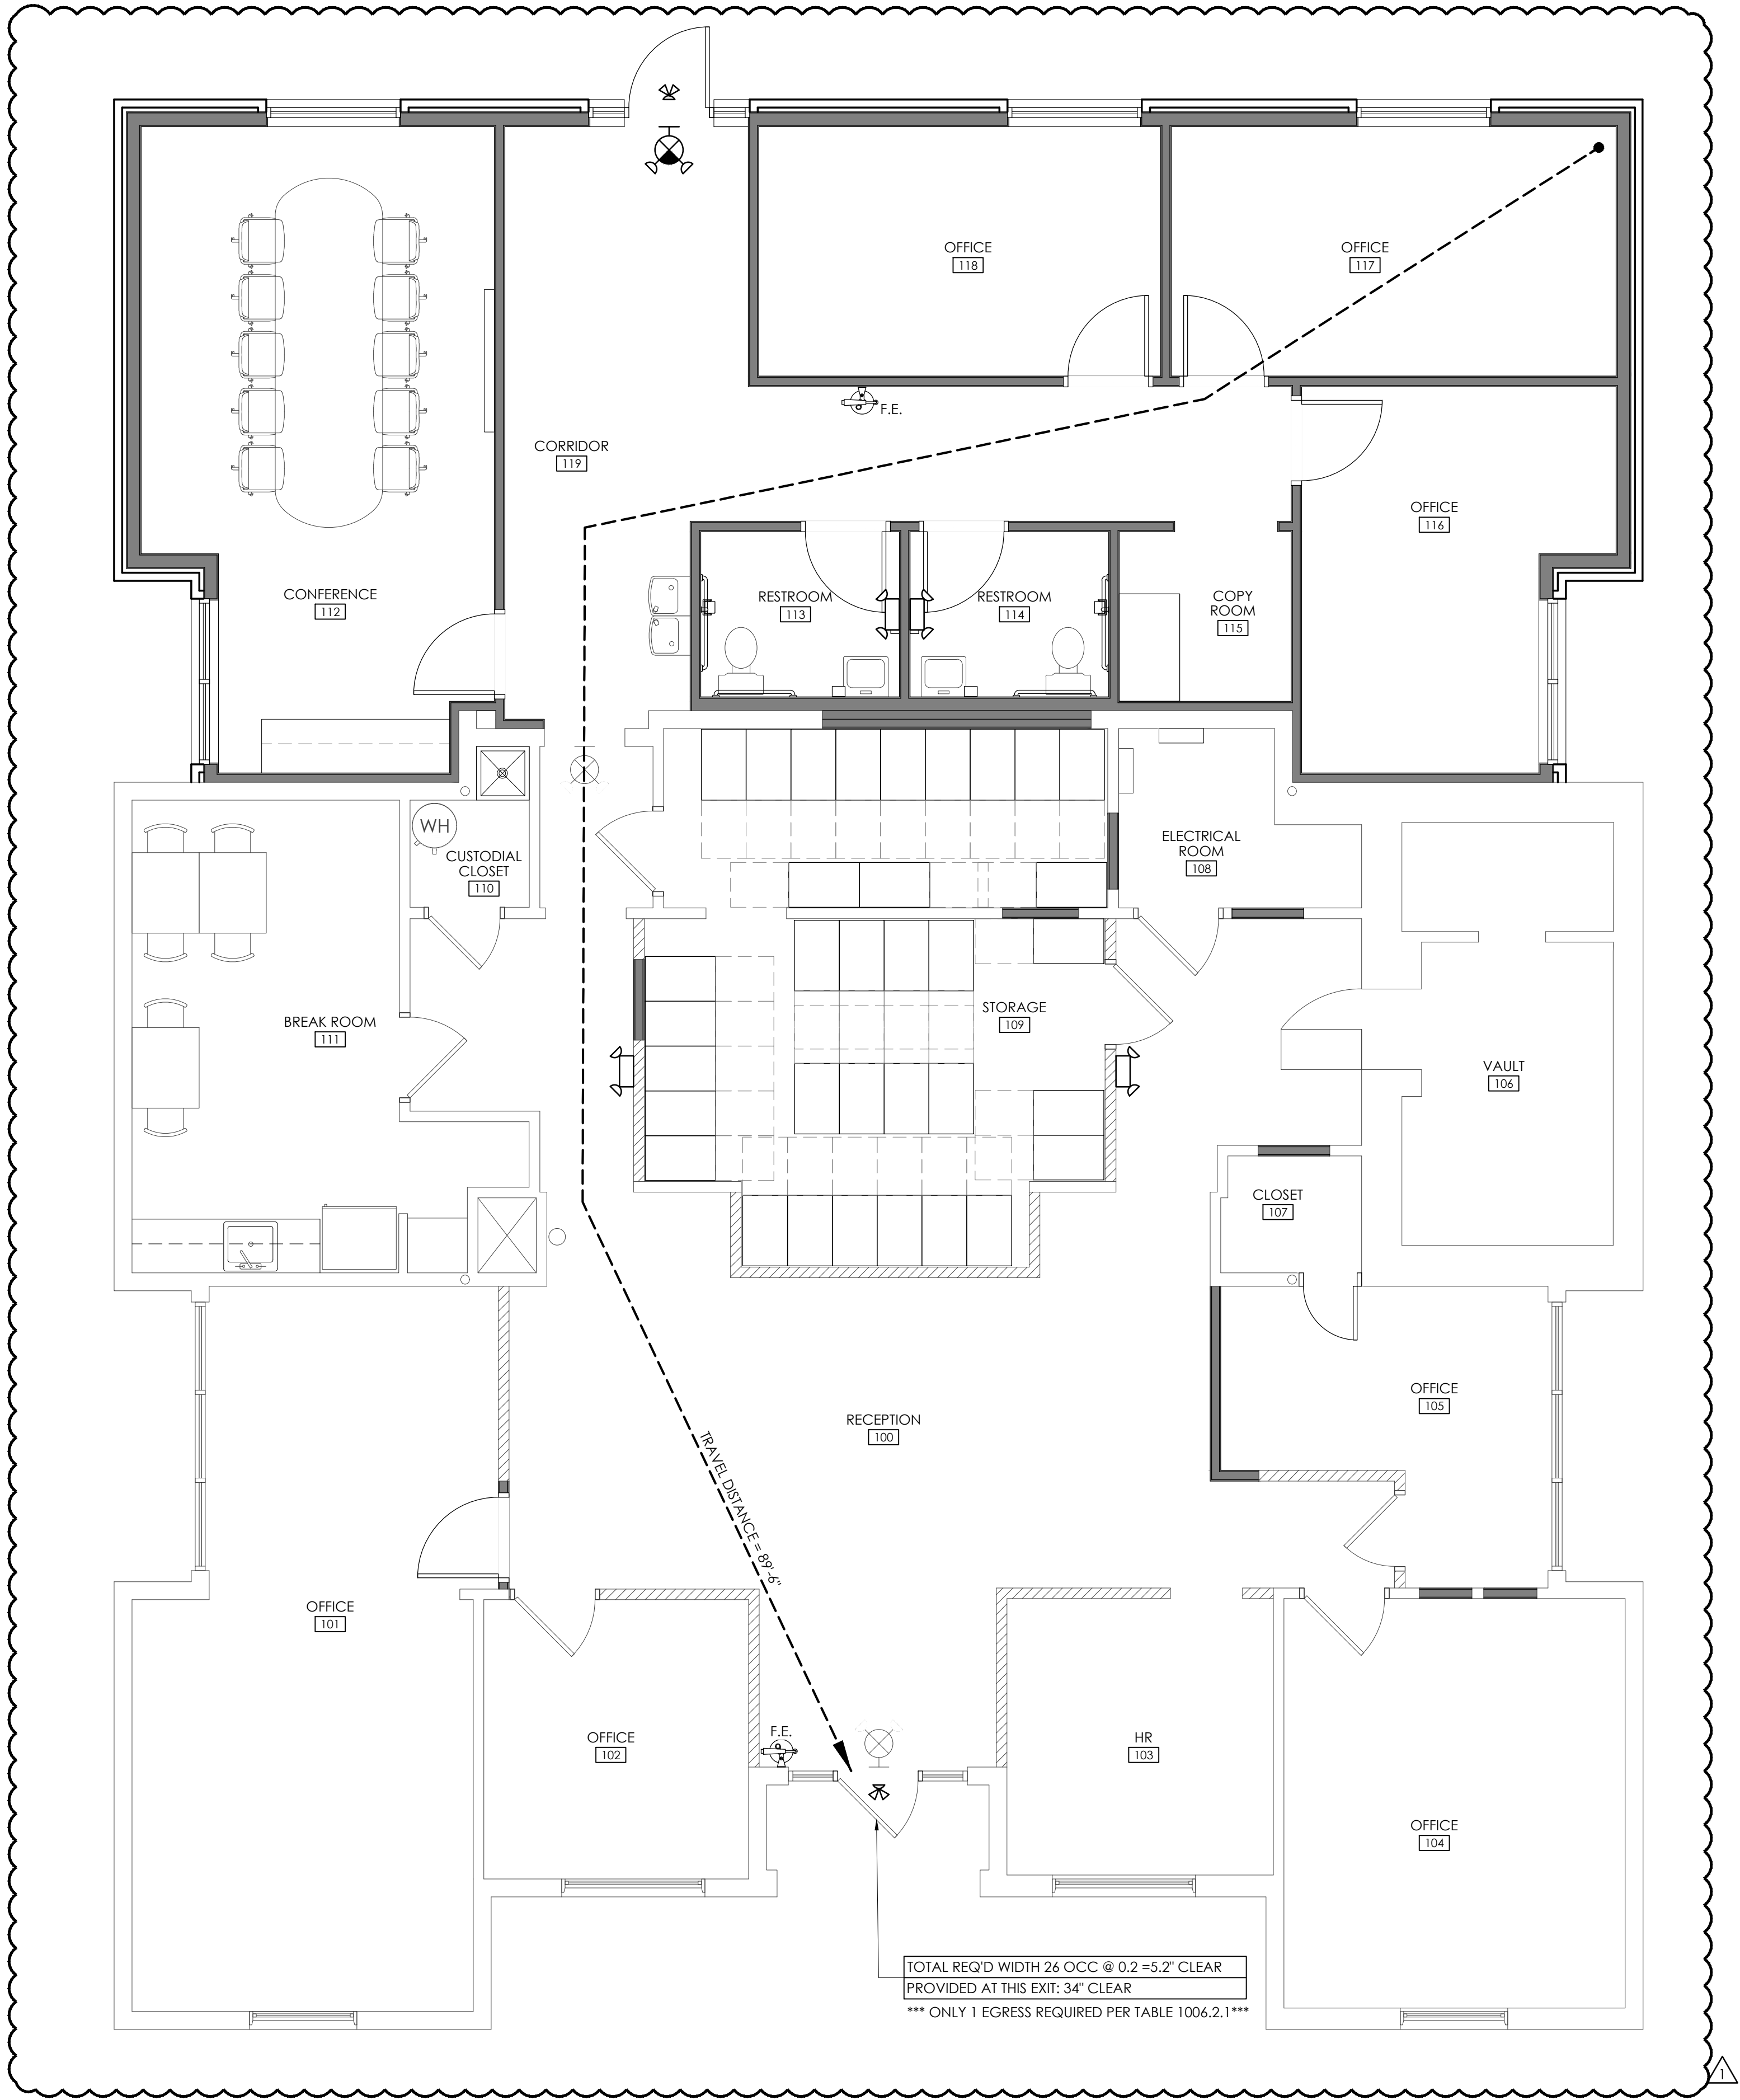 OFFICE
118
OFFICE
117
F.E.
CORRIDOR
119
OFFICE
116
CONFERENCE
112
RESTROOM
113
RESTROOM
114
COPY
ROOM
115
WH
CUSTODIAL
CLOSET
110
ELECTRICAL
ROOM
108
BREAK ROOM
111
STORAGE
109
VAULT
106
CLOSET
107
OFFICE
105
RECEPTION
100
TRAVEL DISTANCE = 89'-6"
OFFICE
101
OFFICE
102
F.E.
HR
103
OFFICE
104
TOTAL REQ'D WIDTH 26 OCC @ 0.2 =5.2" CLEAR
PROVIDED AT THIS EXIT: 34" CLEAR
*** ONLY 1 EGRESS REQUIRED PER TABLE 1006.2.1***
1